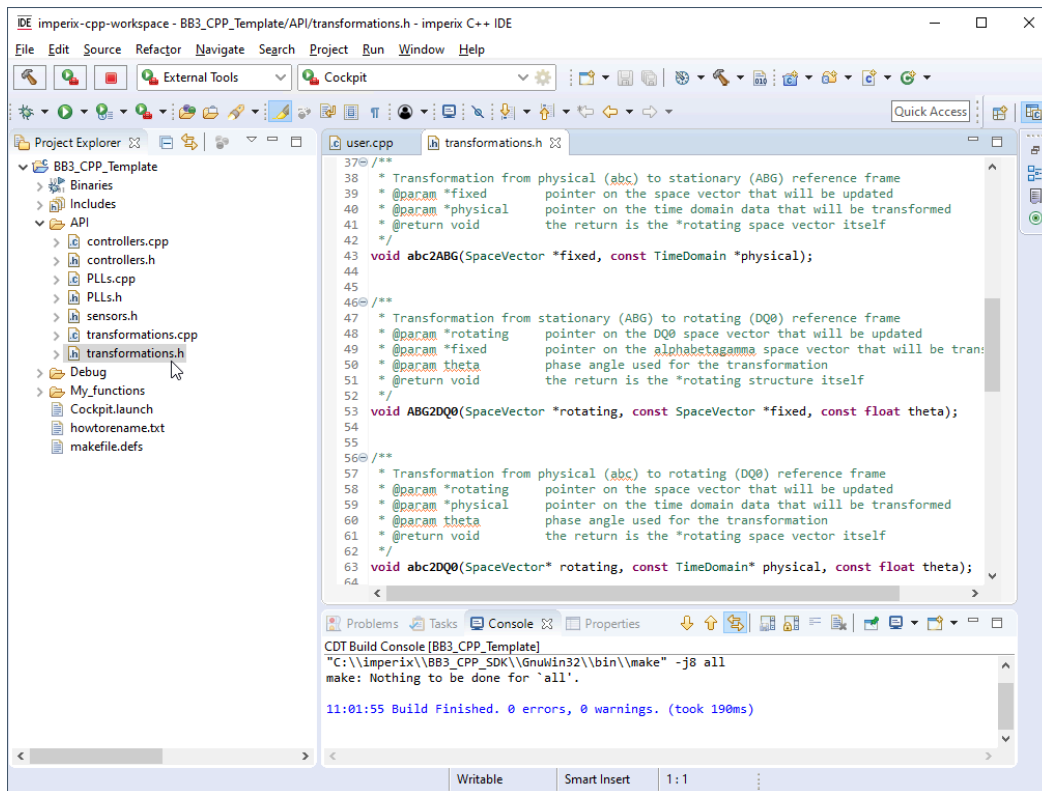 IDE imperix-cpp-workspace - BB3_CPP_Template/API/transformations.h - imperix C++ IDE
File Edit Source Refactor Navigate Search Project Run Window Help
External Tools Cockpit
Quick Access
Project Explorer
BB3_CPP_Template
Binaries
Includes
API
controllers.cpp
controllers.h
PLLs.cpp
PLLs.h
sensors.h
transformations.cpp
transformations.h
Debug
My_functions
Cockpit.launch
howtorename.txt
makefile.defs
user.cpp transformations.h
37 /**
38 * Transformation from physical (abc) to stationary (ABG) reference frame
39 * @param *fixed pointer on the space vector that will be updated
40 * @param *physical pointer on the time domain data that will be transformed
41 * @return void the return is the *rotating space vector itself
42 */
43 void abc2ABG(SpaceVector *fixed, const TimeDomain *physical);
44
45
46 /**
47 * Transformation from stationary (ABG) to rotating (DQ0) reference frame
48 * @param *rotating pointer on the DQ0 space vector that will be updated
49 * @param *fixed pointer on the alphabetagamma space vector that will be trans
50 * @param theta phase angle used for the transformation
51 * @return void the return is the *rotating structure itself
52 */
53 void ABG2DQ0(SpaceVector *rotating, const SpaceVector *fixed, const float theta);
54
55
56 /**
57 * Transformation from physical (abc) to rotating (DQ0) reference frame
58 * @param *rotating pointer on the space vector that will be updated
59 * @param *physical pointer on the time domain data that will be transformed
60 * @param theta phase angle used for the transformation
61 * @return void the return is the *rotating space vector itself
62 */
63 void abc2DQ0(SpaceVector* rotating, const TimeDomain* physical, const float theta);
64
Problems Tasks Console Properties
CDT Build Console [BB3_CPP_Template]
"C:\\imperix\\BB3_CPP_SDK\\GnuWin32\\bin\\make" -j8 all
make: Nothing to be done for `all'.
11:01:55 Build Finished. 0 errors, 0 warnings. (took 190ms)
Writable Smart Insert 1 : 1